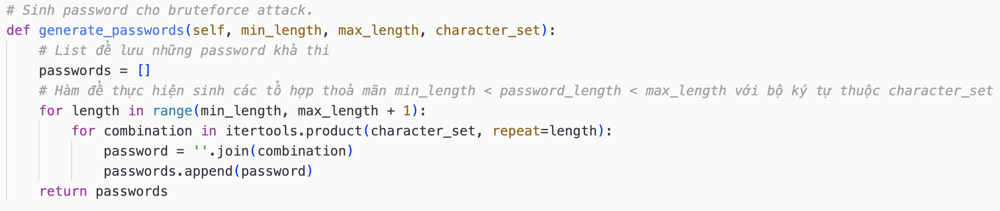 # Sinh password cho bruteforce attack.
def generate_passwords(self, min_length, max_length, character_set):
    # List để lưu những password khả thi
    passwords = []
    # Hàm để thực hiện sinh các tổ hợp thoả mãn min_length < password_length < max_length với bộ ký tự thuộc character_set
    for length in range(min_length, max_length + 1):
        for combination in itertools.product(character_set, repeat=length):
            password = ''.join(combination)
            passwords.append(password)
    return passwords